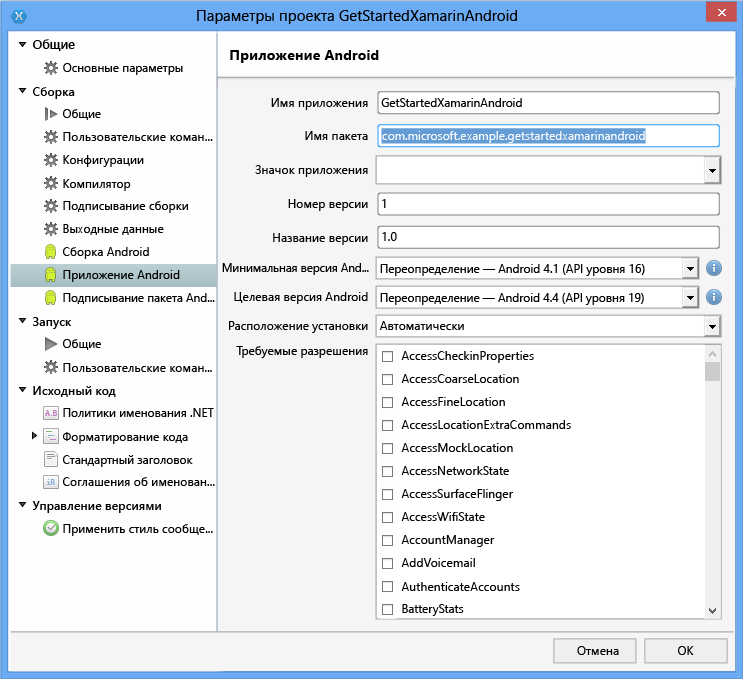 Параметры проекта GetStartedXamarinAndroid
Общие
Основные параметры
Сборка
Общие
Пользовательские коман...
Конфигурации
Компилятор
Подписывание сборки
Выходные данные
Сборка Android
Приложение Android
Подписывание пакета And...
Запуск
Общие
Пользовательские коман...
Исходный код
A.B Политики именования .NET
Форматирование кода
Стандартный заголовок
iR Соглашения об именован...
Управление версиями
Применить стиль сообще...
Приложение Android
Имя приложения GetStartedXamarinAndroid
Имя пакета com.microsoft.example.getstartedxamarinandroid
Значок приложения
Номер версии 1
Название версии 1.0
Минимальная версия And... Переопределение — Android 4.1 (API уровня 16)
Целевая версия Android Переопределение — Android 4.4 (API уровня 19)
Расположение установки Автоматически
Требуемые разрешения AccessCheckinProperties
AccessCoarseLocation
AccessFineLocation
AccessLocationExtraCommands
AccessMockLocation
AccessNetworkState
AccessSurfaceFlinger
AccessWifiState
AccountManager
AddVoicemail
AuthenticateAccounts
BatteryStats
Отмена OK